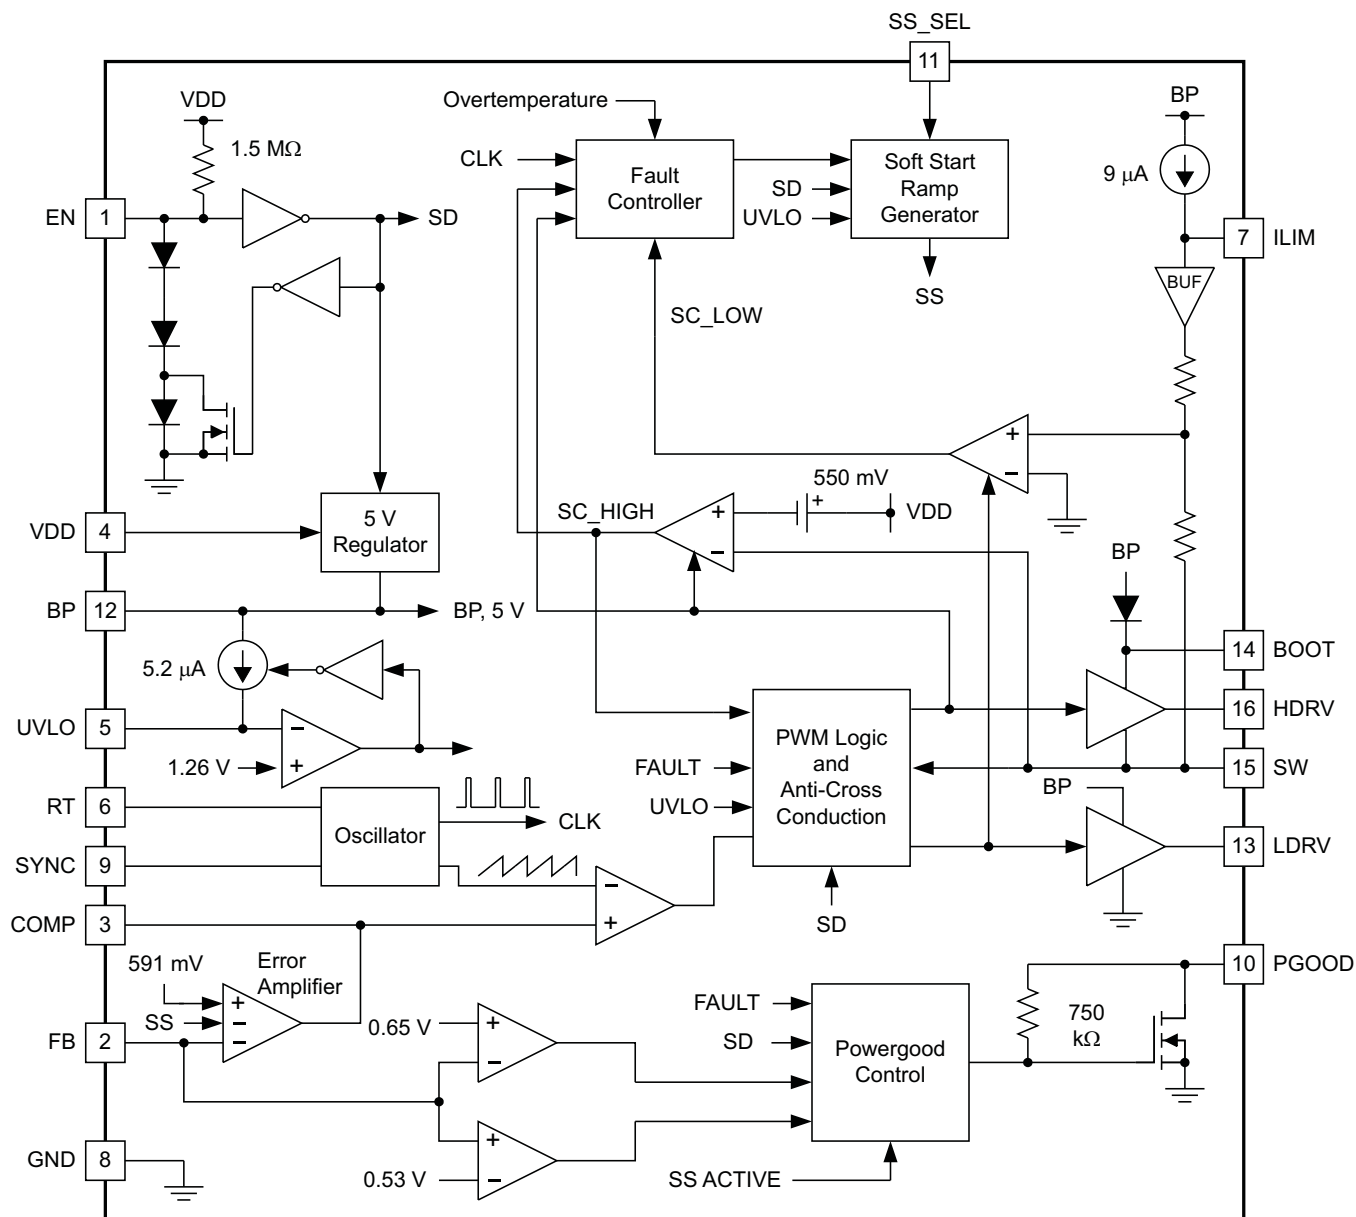 SS_SEL
11
VDD
Overtemperature
BP
1.5 MΩ
CLK
Fault
Controller
Soft Start
Ramp
Generator
9 µA
SD
UVLO
EN
1
SD
7
ILIM
BUF
SS
SC_LOW
+
−
550 mV
+
VDD
SC_HIGH
+
−
VDD
4
5 V
Regulator
BP
BP
12
BP, 5 V
5.2 µA
14
BOOT
UVLO
5
−
+
1.26 V
16
HDRV
PWM Logic
and
Anti-Cross
Conduction
FAULT
UVLO
15
SW
BP
RT
6
Oscillator
CLK
SYNC
9
13
LDRV
−
+
SD
COMP
3
591 mV
Error
Amplifier
+
−
−
SS
10
PGOOD
FB
2
0.65 V
+
−
FAULT
SD
Powergood
Control
750
kΩ
+
−
0.53 V
GND
8
SS ACTIVE